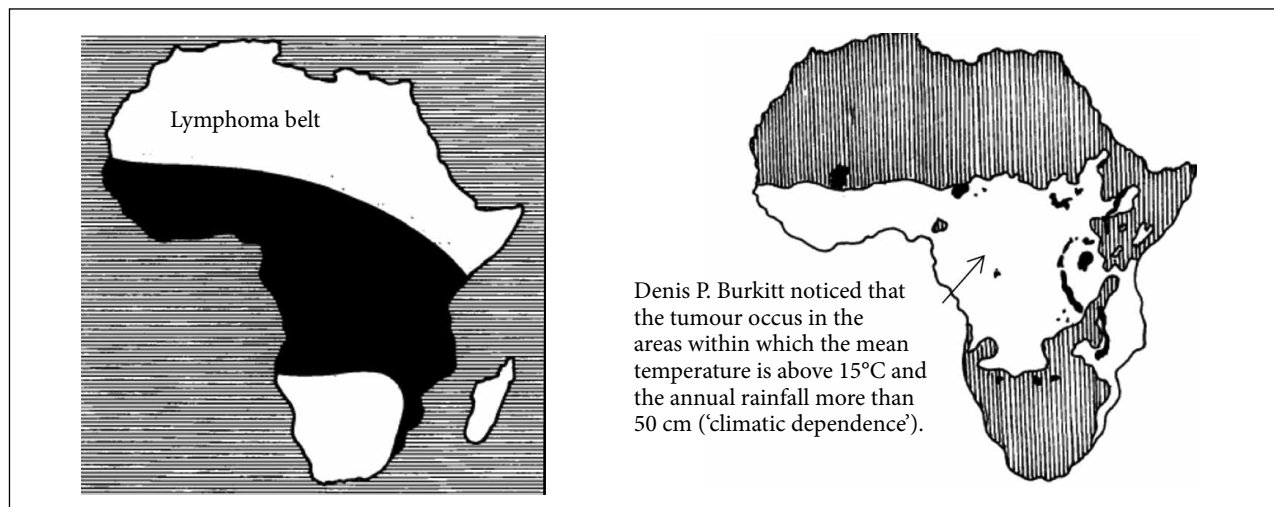 Lymphoma belt
Denis P. Burkitt noticed that
the tumour occus in the
areas within which the mean
temperature is above 15°C and
the annual rainfall more than
50 cm (‘climatic dependence’).